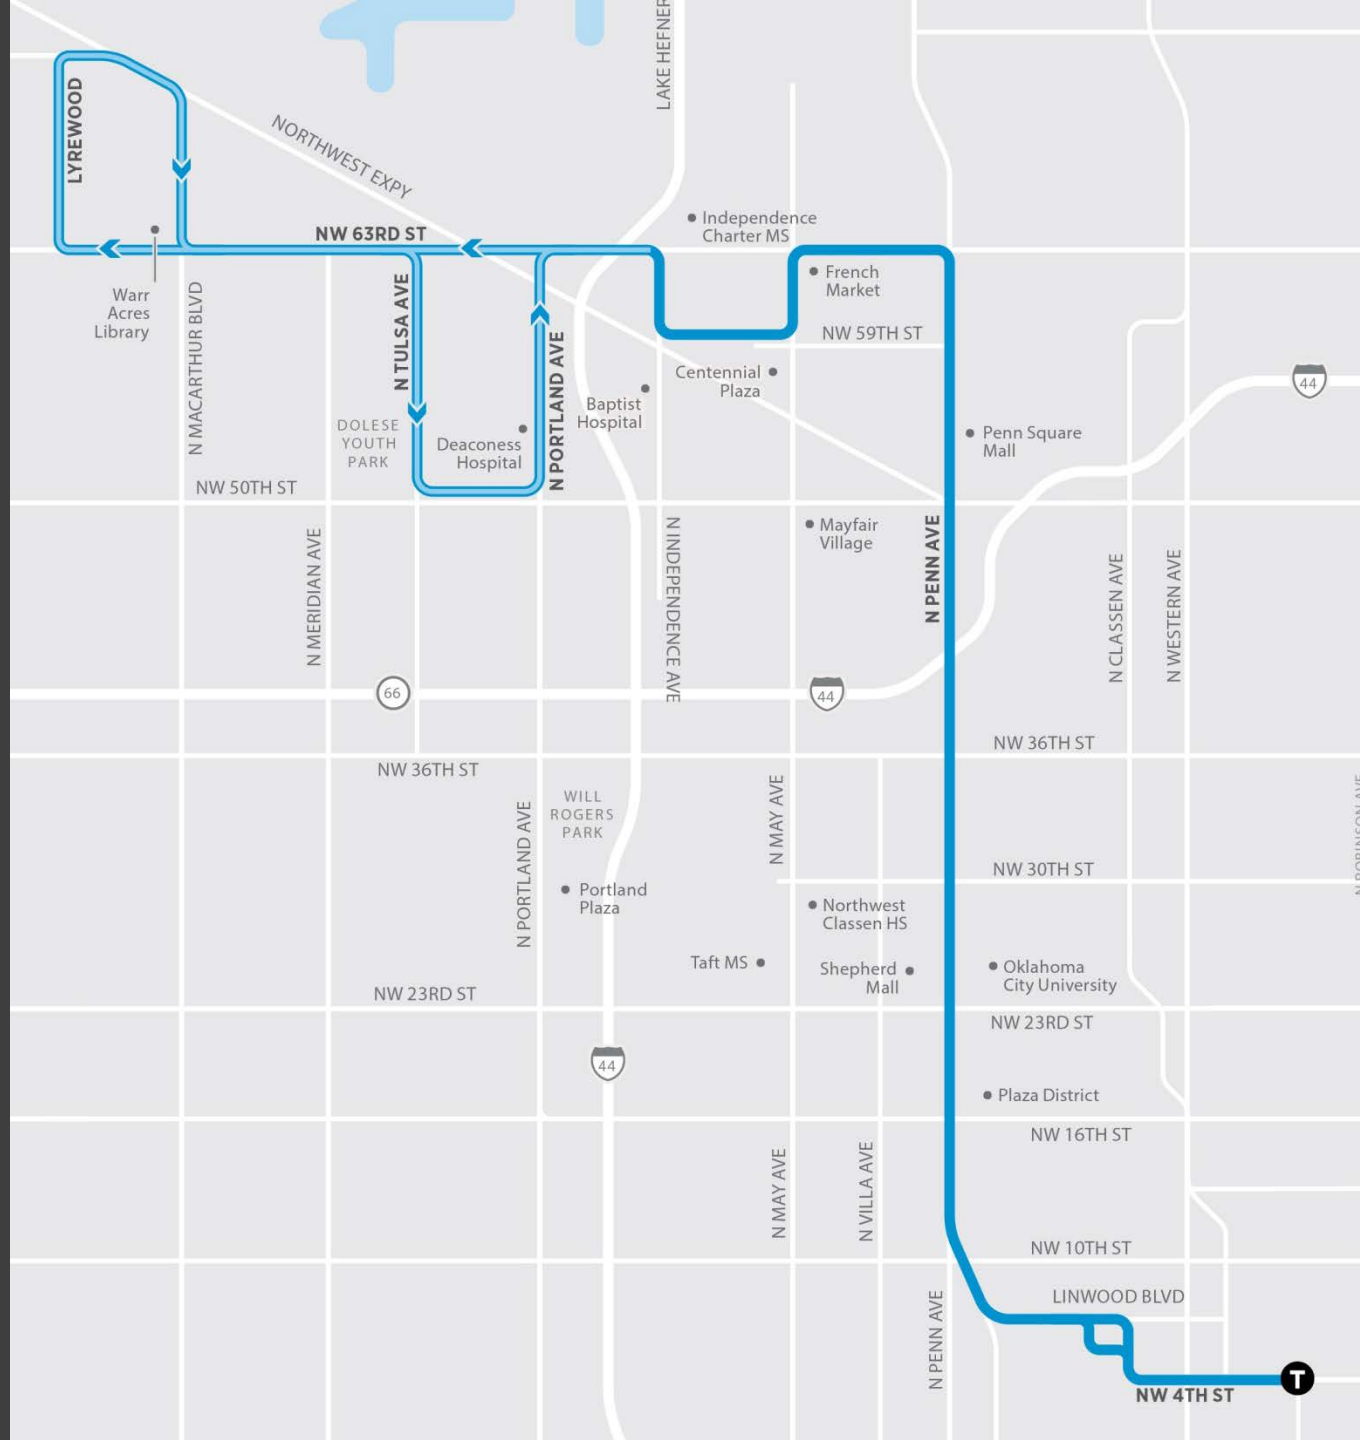 LAKE HEFNER
LYREWOOD
NORTHWEST EXPY
Independence
Charter MS
NW 63RD ST
French
Market
Warr
Acres
Library
N MACARTHUR BLVD
N TULSA AVE
N PORTLAND AVE
NW 59TH ST
Centennial
Plaza
44
Baptist
Hospital
DOLESE
YOUTH
PARK
Deaconess
Hospital
Penn Square
Mall
NW 50TH ST
N MERIDIAN AVE
N INDEPENDENCE AVE
Mayfair
Village
N PENN AVE
N CLASSEN AVE
N WESTERN AVE
66
44
NW 36TH ST
NW 36TH ST
WILL
ROGERS
PARK
N MAY AVE
N PORTLAND AVE
N ROBINSON AVE
NW 30TH ST
Portland
Plaza
Northwest
Classen HS
Taft MS
Shepherd
Mall
Oklahoma
City University
NW 23RD ST
NW 23RD ST
44
Plaza District
NW 16TH ST
N MAY AVE
N VILLA AVE
NW 10TH ST
N PENN AVE
LINWOOD BLVD
T
NW 4TH ST